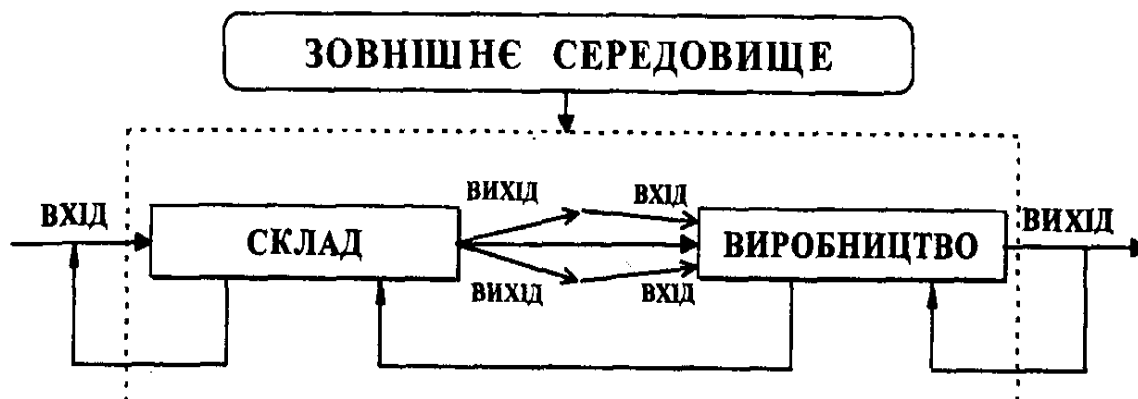 ЗОВНІШНЄ СЕРЕДОВИЩЕ
ВИХІД ВХІД
ВХІД ВИХІД
СКЛАД ВИРОБНИЦТВО
ВИХІД ВХІД